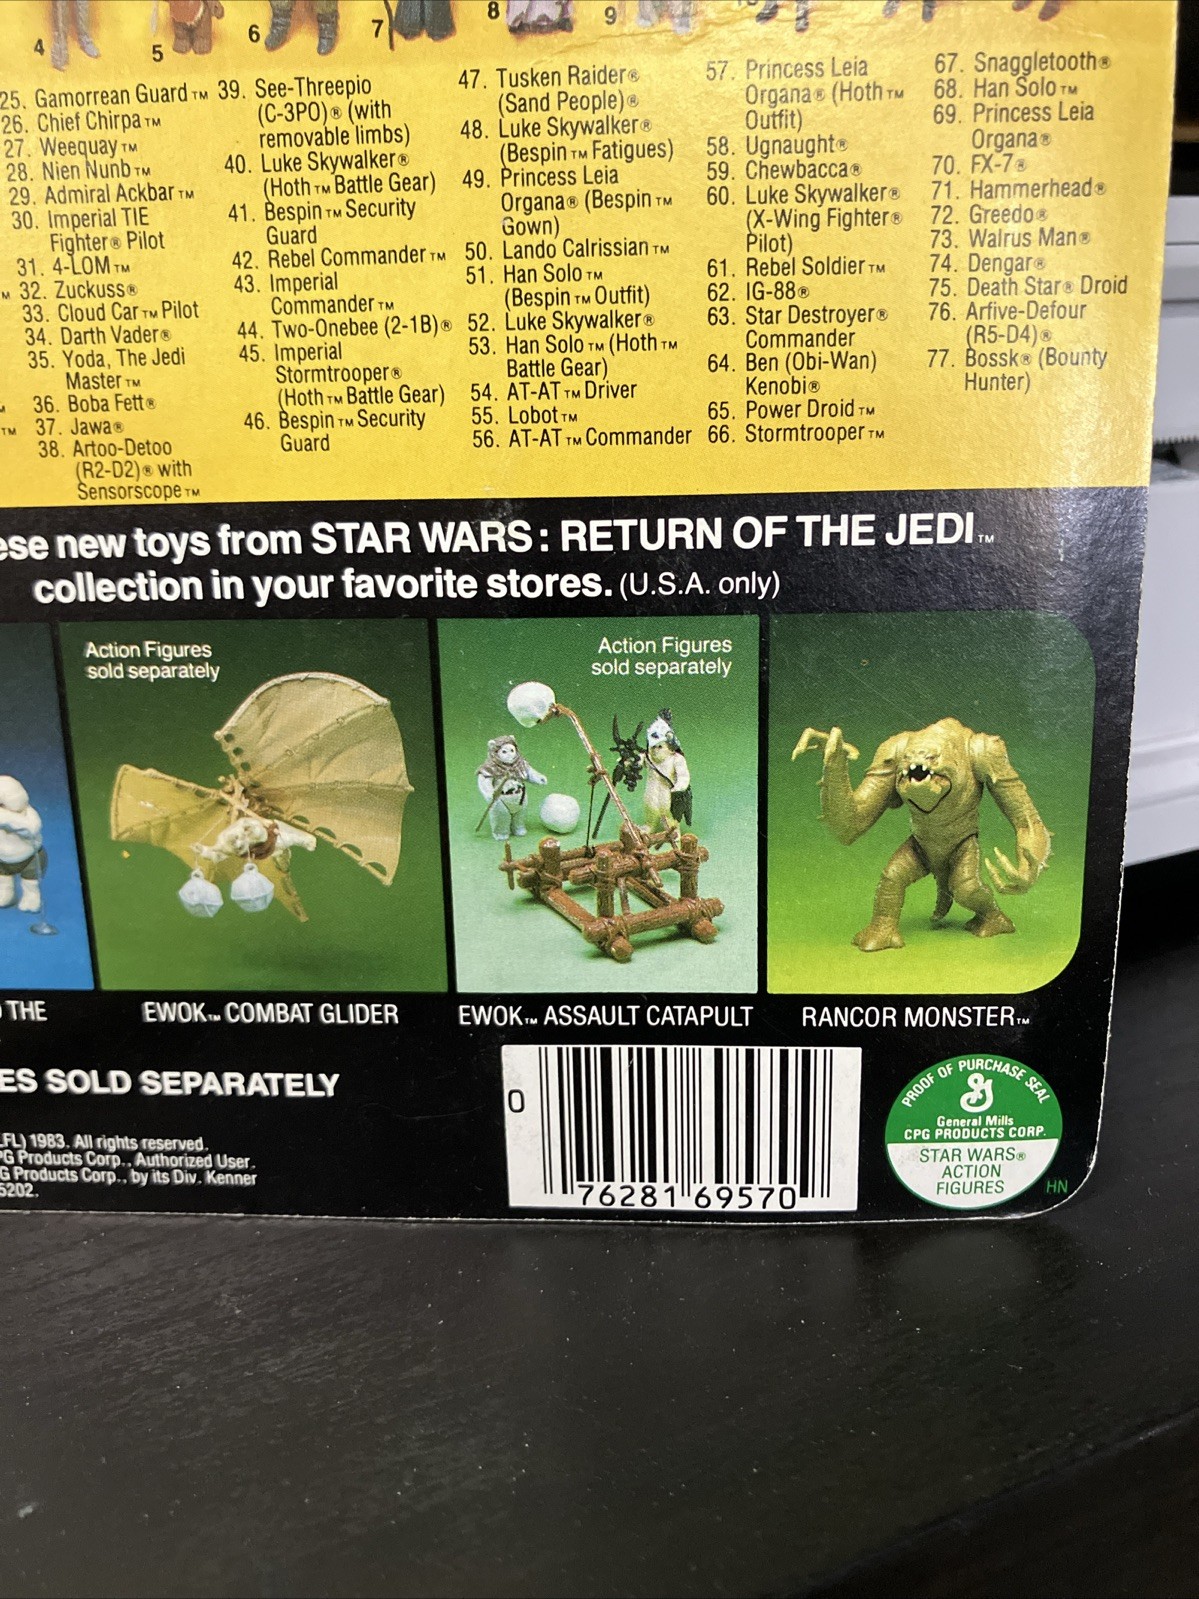 4
5
6
7
8
9
25. Gamorrean Guard™
26. Chief Chirpa™
27. Weequay™
28. Nien Nunb™
29. Admiral Ackbar™
30. Imperial TIE
Fighter® Pilot
31. 4-LOM™
32. Zuckuss®
33. Cloud Car™ Pilot
34. Darth Vader®
35. Yoda, The Jedi
Master™
36. Boba Fett®
37. Jawa®
38. Artoo-Detoo
(R2-D2)® with
Sensorscope™
39. See-Threepio
(C-3PO)® (with
removable limbs)
40. Luke Skywalker®
(Hoth™ Battle Gear)
41. Bespin™ Security
Guard
42. Rebel Commander™
43. Imperial
Commander™
44. Two-Onebee (2-1B)®
45. Imperial
Stormtrooper®
(Hoth™ Battle Gear)
46. Bespin™ Security
Guard
47. Tusken Raider®
(Sand People)®
48. Luke Skywalker®
(Bespin™ Fatigues)
49. Princess Leia
Organa® (Bespin™
Gown)
50. Lando Calrissian™
51. Han Solo™
(Bespin™ Outfit)
52. Luke Skywalker®
53. Han Solo™ (Hoth™
Battle Gear)
54. AT-AT™ Driver
55. Lobot™
56. AT-AT™ Commander
57. Princess Leia
Organa® (Hoth™
Outfit)
58. Ugnaught®
59. Chewbacca®
60. Luke Skywalker®
(X-Wing Fighter®
Pilot)
61. Rebel Soldier™
62. IG-88®
63. Star Destroyer®
Commander
64. Ben (Obi-Wan)
Kenobi®
65. Power Droid™
66. Stormtrooper™
67. Snaggletooth®
68. Han Solo™
69. Princess Leia
Organa®
70. FX-7®
71. Hammerhead®
72. Greedo®
73. Walrus Man®
74. Dengar®
75. Death Star® Droid
76. Arfive-Defour
(R5-D4)®
77. Bossk® (Bounty
Hunter)
ese new toys from STAR WARS: RETURN OF THE JEDI™
collection in your favorite stores. (U.S.A. only)
Action Figures
sold separately
Action Figures
sold separately
THE
EWOK™ COMBAT GLIDER
EWOK™ ASSAULT CATAPULT
RANCOR MONSTER™
ES SOLD SEPARATELY
LFL) 1983. All rights reserved.
PG Products Corp., Authorized User.
G Products Corp., by its Div. Kenner
5202.
0 76281 69570
PROOF OF PURCHASE SEAL
General Mills
CPG PRODUCTS CORP.
STAR WARS®
ACTION
FIGURES
HN